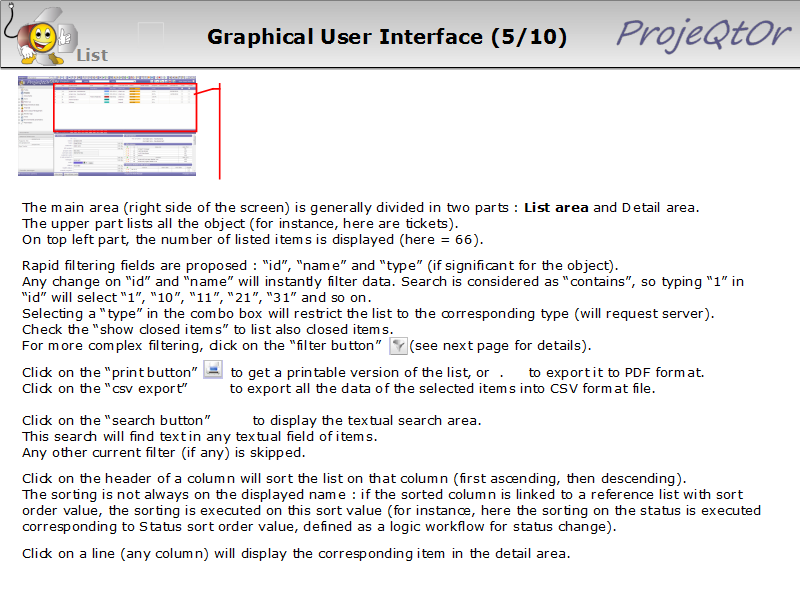 Graphical User Interface (5/10)
ProjeQtOr
List
The main area (right side of the screen) is generally divided in two parts : List area and Detail area.
The upper part lists all the object (for instance, here are tickets).
On top left part, the number of listed items is displayed (here = 66).
Rapid filtering fields are proposed : “id”, “name” and “type” (if significant for the object).
Any change on “id” and “name” will instantly filter data. Search is considered as “contains”, so typing “1” in
“id” will select “1”, “10”, “11”, “21”, “31” and so on.
Selecting a “type” in the combo box will restrict the list to the corresponding type (will request server).
Check the “show closed items” to list also closed items.
For more complex filtering, click on the “filter button” (see next page for details).
Click on the “print button” to get a printable version of the list, or . to export it to PDF format.
Click on the “csv export” to export all the data of the selected items into CSV format file.
Click on the “search button” to display the textual search area.
This search will find text in any textual field of items.
Any other current filter (if any) is skipped.
Click on the header of a column will sort the list on that column (first ascending, then descending).
The sorting is not always on the displayed name : if the sorted column is linked to a reference list with sort
order value, the sorting is executed on this sort value (for instance, here the sorting on the status is executed
corresponding to Status sort order value, defined as a logic workflow for status change).
Click on a line (any column) will display the corresponding item in the detail area.